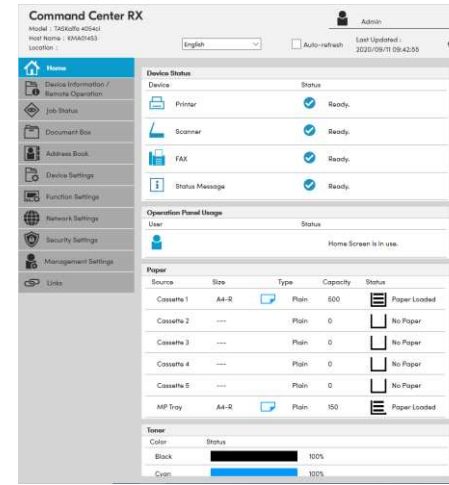 Command Center RX
Model : TASKalfa 4054ci
Host Name : KMA01453
Location :
English
Auto-refresh
Admin
Last Updated :
2020/09/11 09:42:55
Home
Device Information /
Remote Operation
Job Status
Document Box
Address Book
Device Settings
Function Settings
Network Settings
Security Settings
Management Settings
Links
Device Status
Device Status
Printer Ready.
Scanner Ready.
FAX Ready.
Status Message Ready.
Operation Panel Usage
User Status
Home Screen is in use.
Paper
Source Size Type Capacity Status
Cassette 1 A4-R Plain 500 Paper Loaded
Cassette 2 --- Plain 0 No Paper
Cassette 3 --- Plain 0 No Paper
Cassette 4 --- Plain 0 No Paper
Cassette 5 --- Plain 0 No Paper
MP Tray A4-R Plain 150 Paper Loaded
Toner
Color Status
Black 100%
Cyan 100%